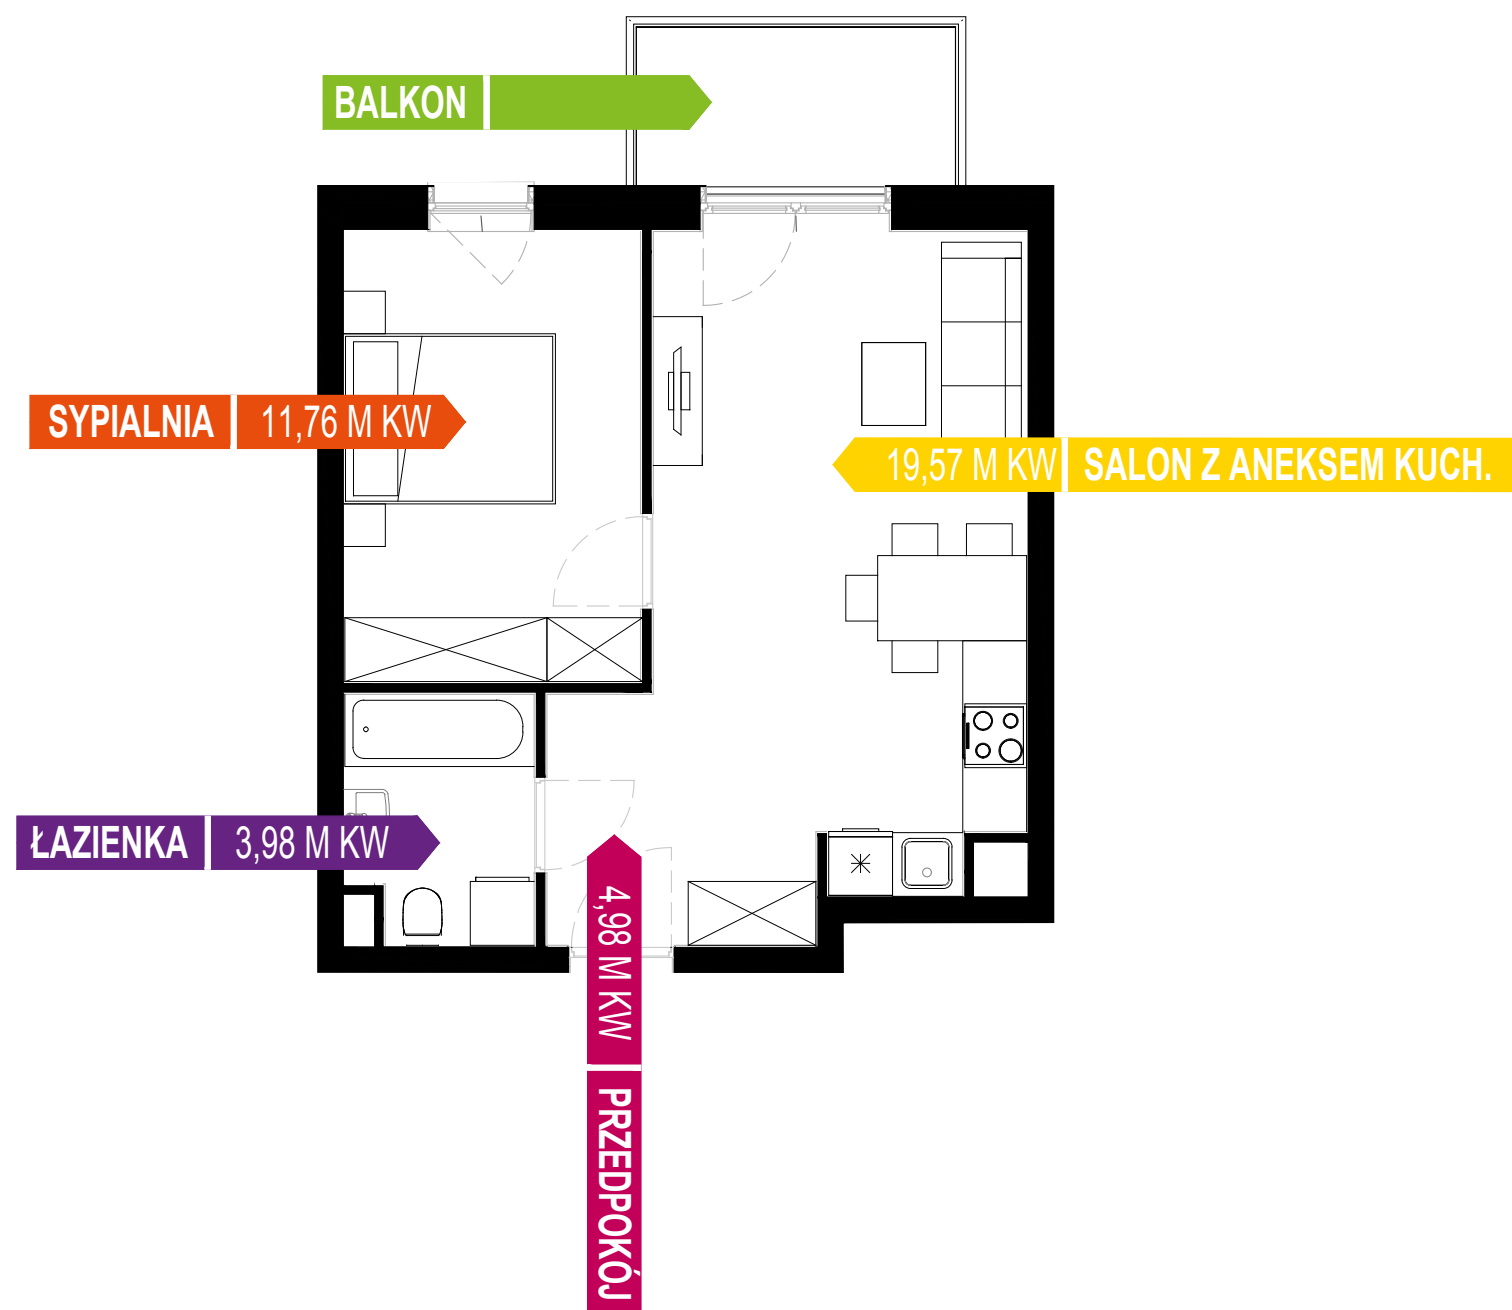 BALKON
SYPIALNIA 11,76 M KW
19,57 M KW SALON Z ANEKSEM KUCH.
ŁAZIENKA 3,98 M KW
4,98 M KW PRZEDPOKÓJ